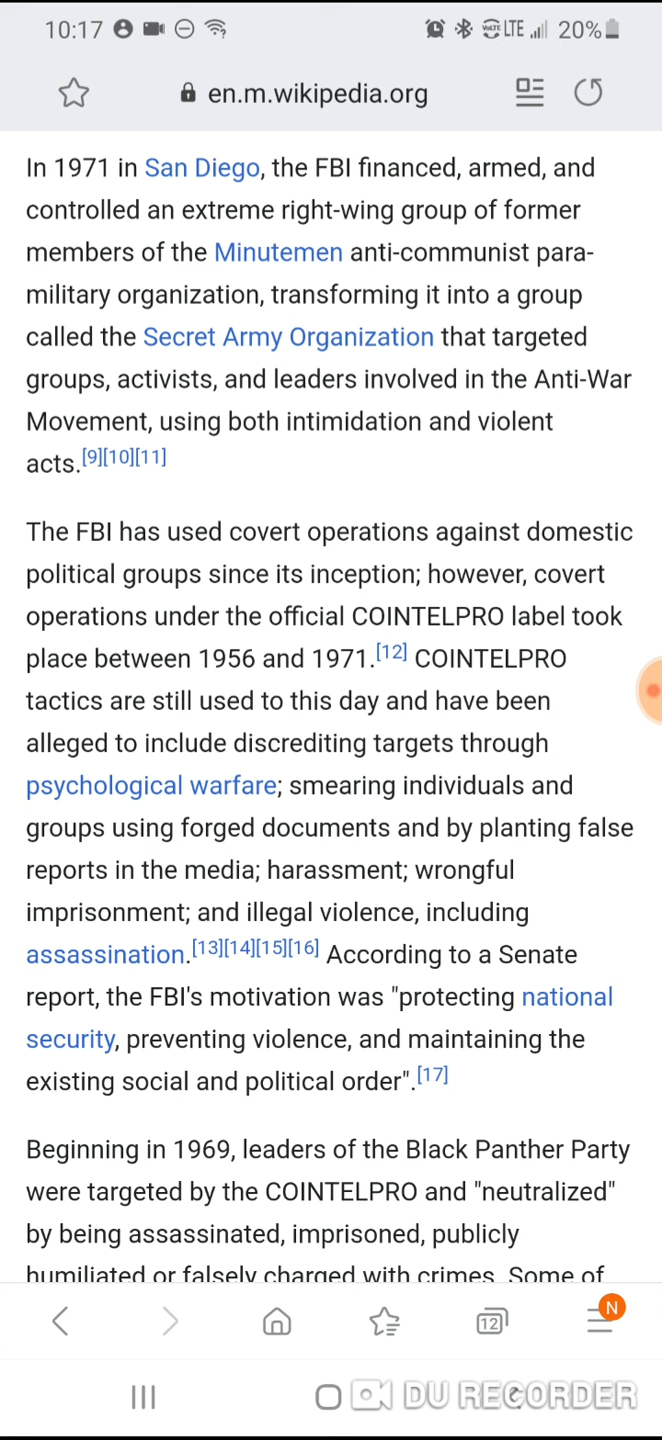 10:17 VoLTE LTE 20%
en.m.wikipedia.org
In 1971 in San Diego, the FBI financed, armed, and
controlled an extreme right-wing group of former
members of the Minutemen anti-communist para-
military organization, transforming it into a group
called the Secret Army Organization that targeted
groups, activists, and leaders involved in the Anti-War
Movement, using both intimidation and violent
acts.[9][10][11]
The FBI has used covert operations against domestic
political groups since its inception; however, covert
operations under the official COINTELPRO label took
place between 1956 and 1971.[12] COINTELPRO
tactics are still used to this day and have been
alleged to include discrediting targets through
psychological warfare; smearing individuals and
groups using forged documents and by planting false
reports in the media; harassment; wrongful
imprisonment; and illegal violence, including
assassination.[13][14][15][16] According to a Senate
report, the FBI's motivation was "protecting national
security, preventing violence, and maintaining the
existing social and political order".[17]
Beginning in 1969, leaders of the Black Panther Party
were targeted by the COINTELPRO and "neutralized"
by being assassinated, imprisoned, publicly
humiliated or falsely charged with crimes. Some of
12 N
DU RECORDER